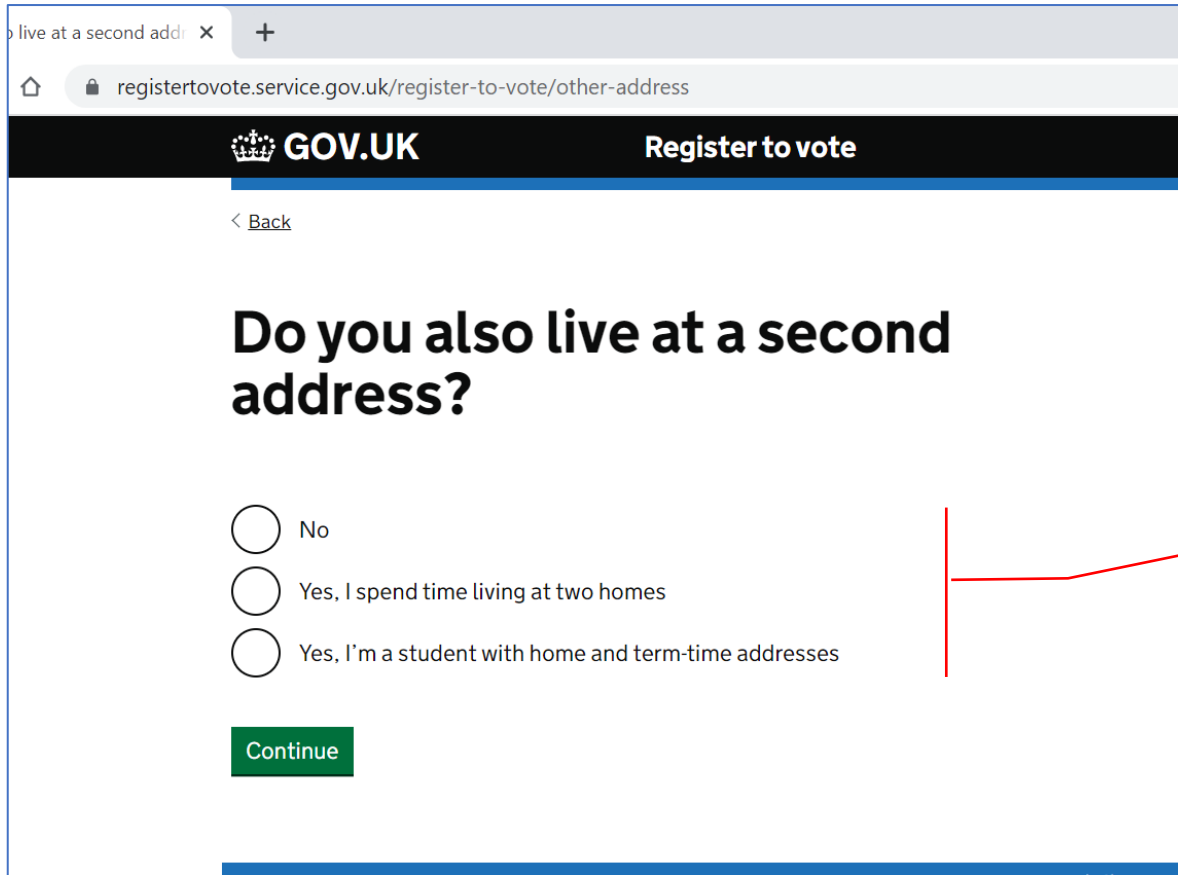 live at a second addr
registertovote.service.gov.uk/register-to-vote/other-address
GOV.UK
Register to vote
Back
Do you also live at a second
address?
No
Yes, I spend time living at two homes
Yes, I'm a student with home and term-time addresses
Continue